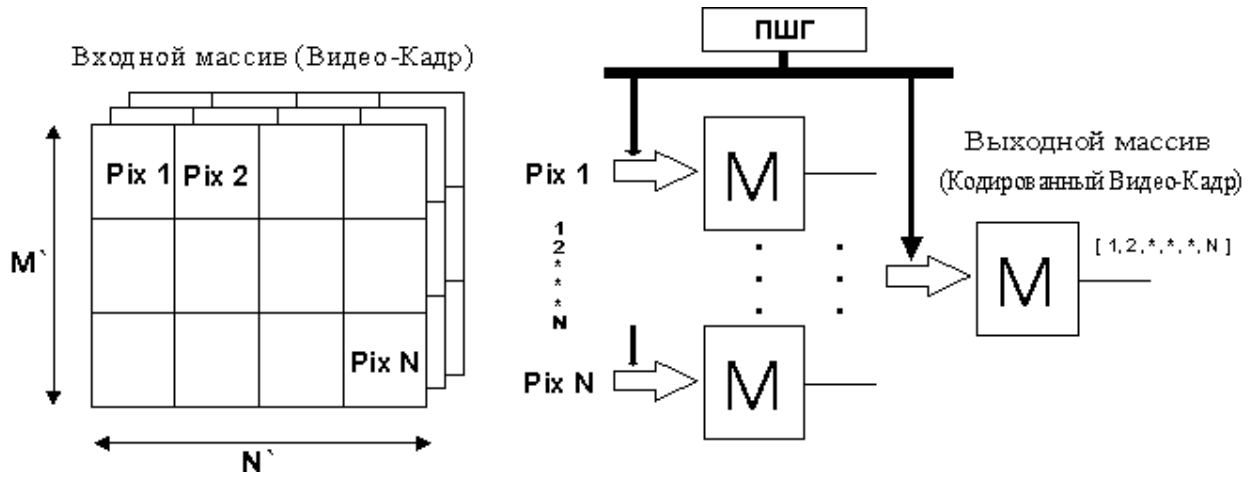 ПШГ
Входной массив (Видео-Кадр)
Pix 1 Pix 2
Pix N
M`
N`
Pix 1
1
2
*
*
*
N
Pix N
М
М
Выходной массив
(Кодированный Видео-Кадр)
М
[ 1, 2 , *, *, *, N ]